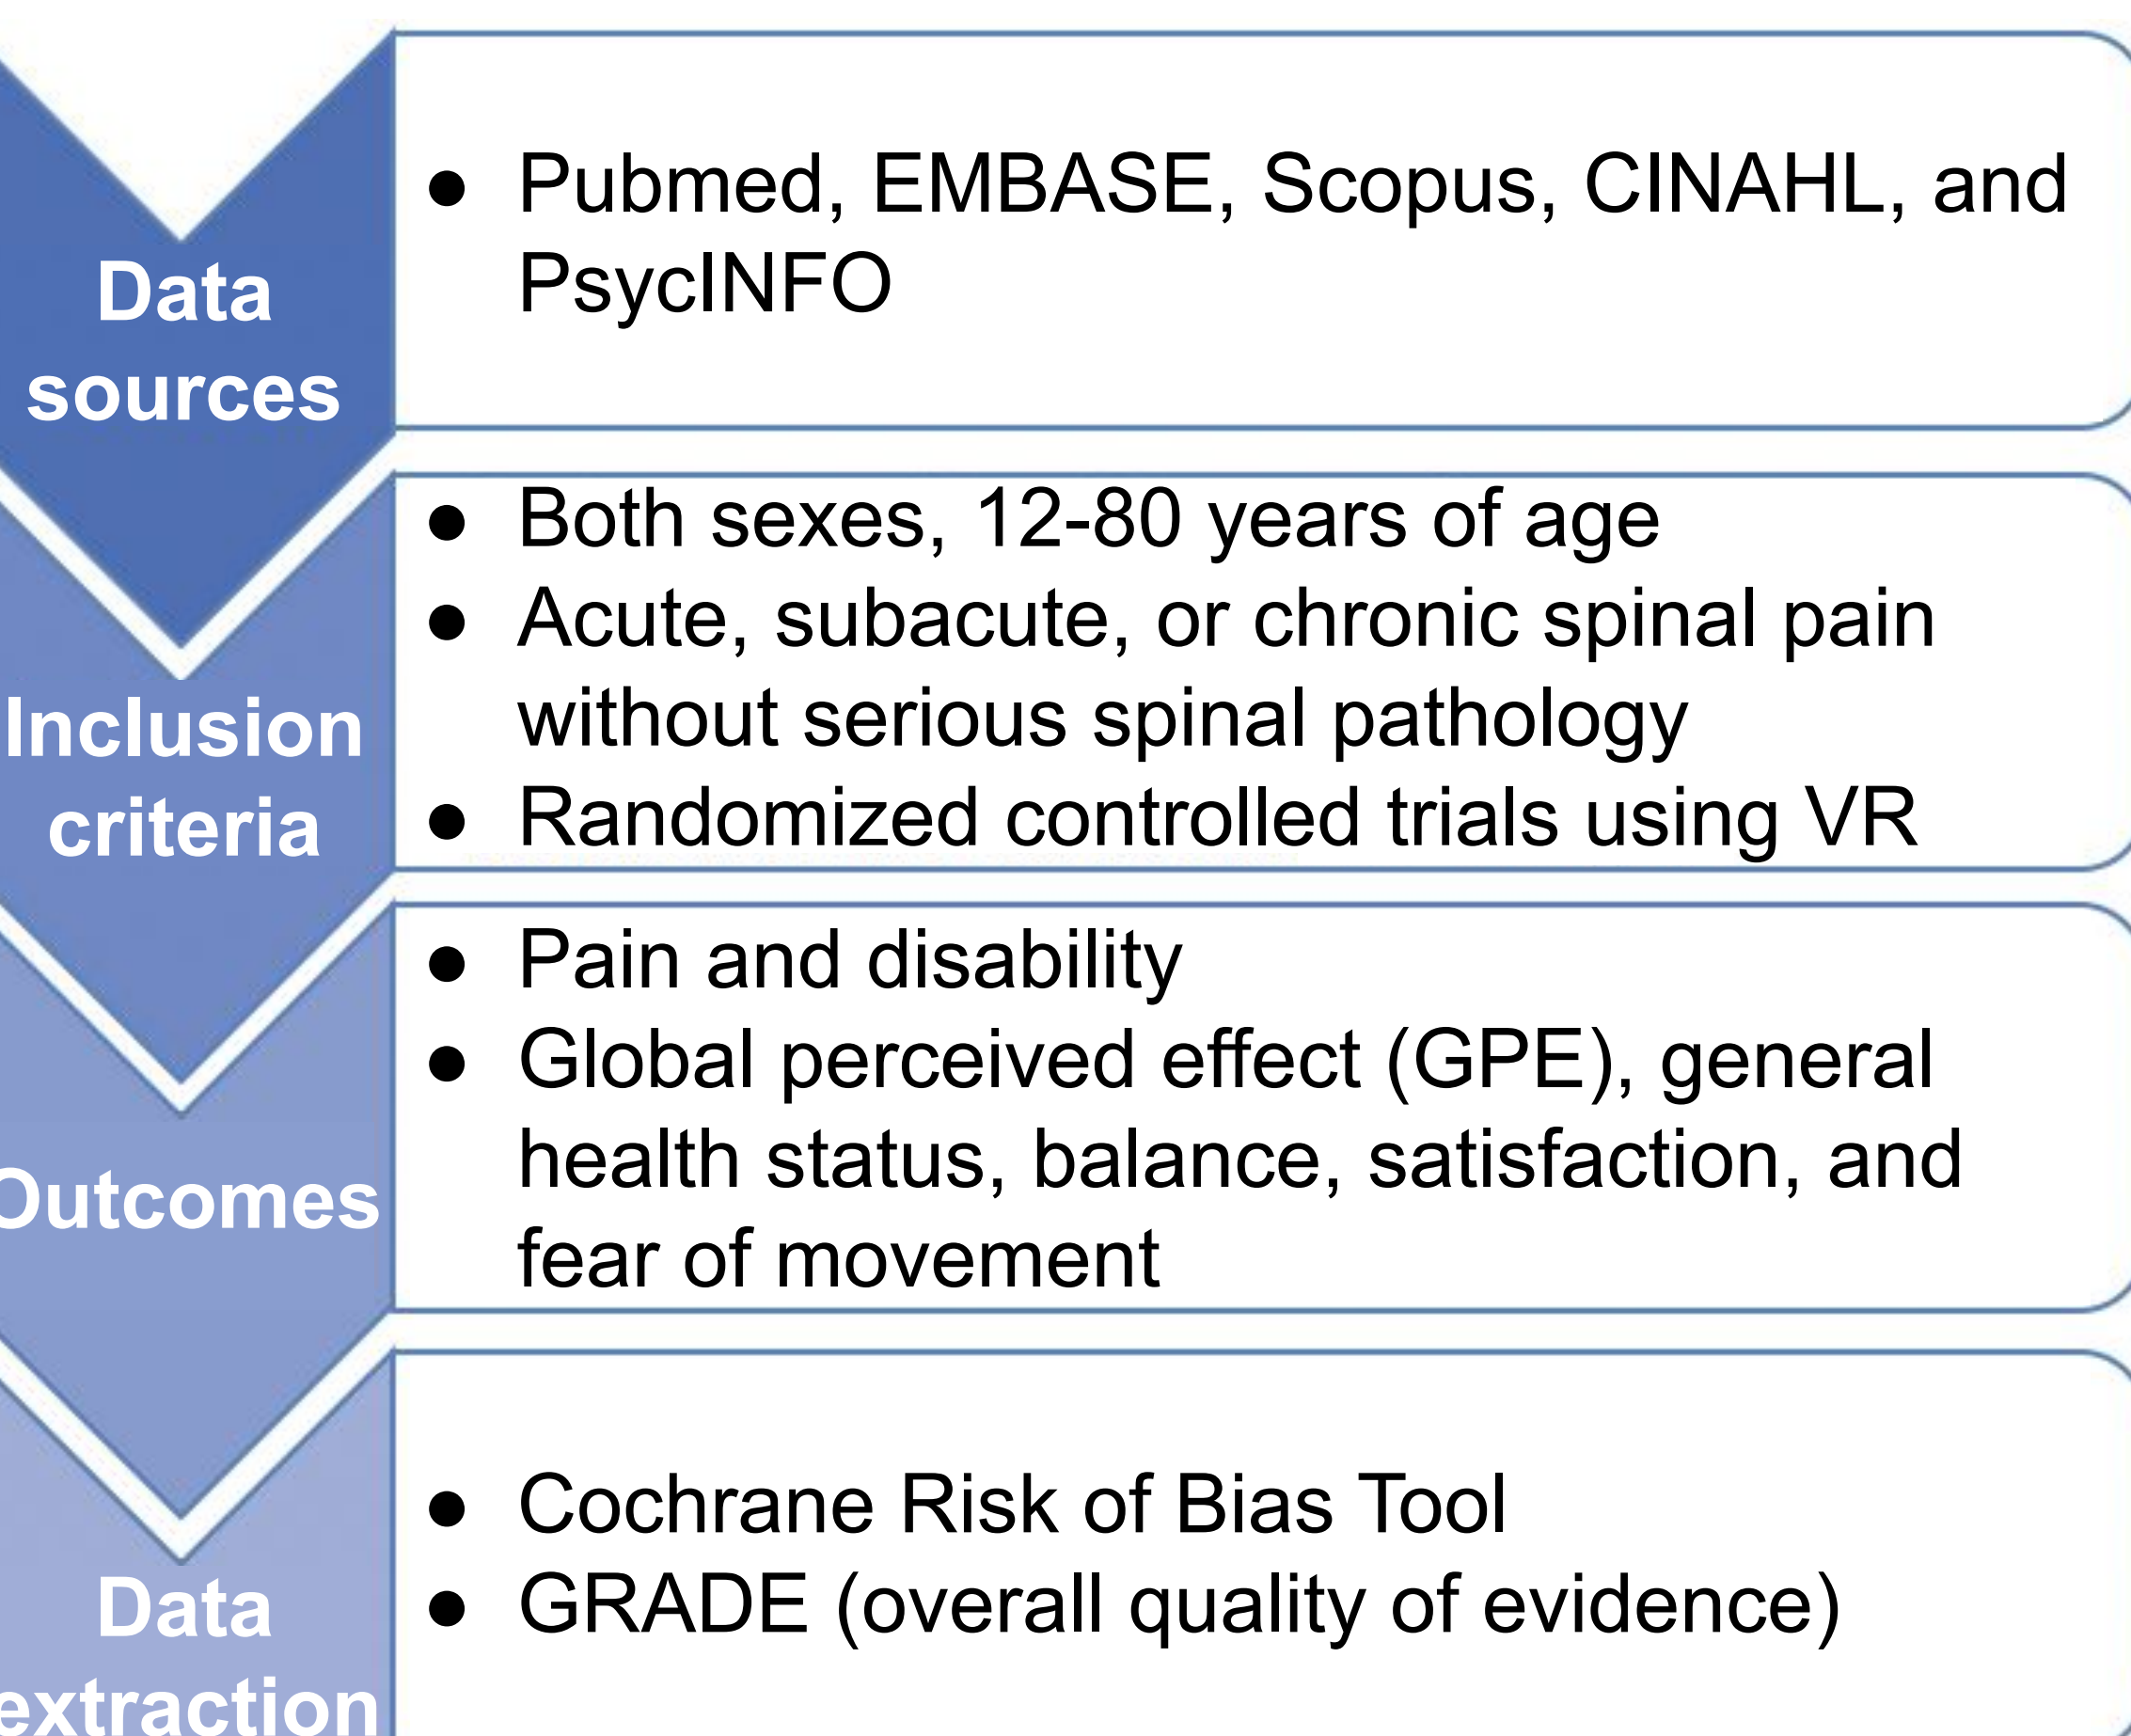 Data
sources
● Pubmed, EMBASE, Scopus, CINAHL, and
PsycINFO
Inclusion
criteria
● Both sexes, 12-80 years of age
● Acute, subacute, or chronic spinal pain
without serious spinal pathology
● Randomized controlled trials using VR
Outcomes
● Pain and disability
● Global perceived effect (GPE), general
health status, balance, satisfaction, and
fear of movement
Data
extraction
● Cochrane Risk of Bias Tool
● GRADE (overall quality of evidence)